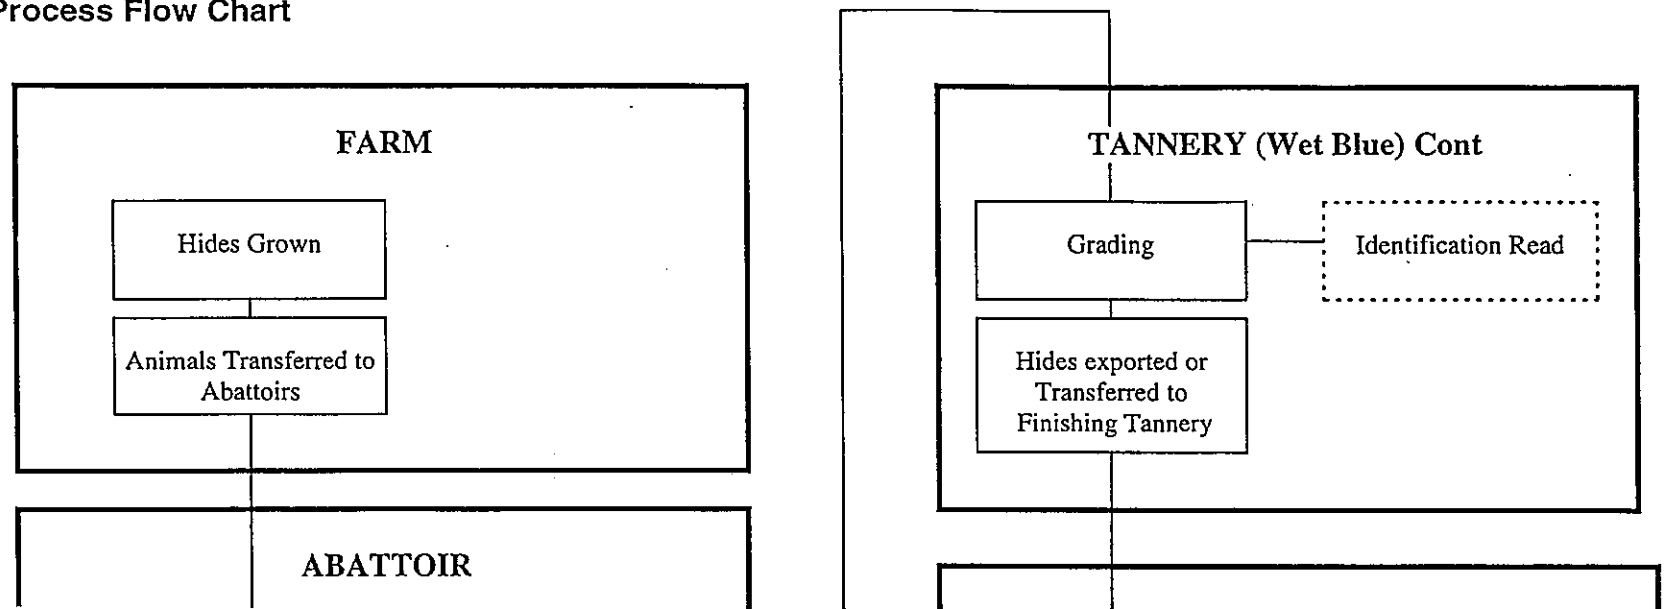 Process Flow Chart
FARM
Hides Grown
Animals Transferred to
Abattoirs
ABATTOIR
TANNERY (Wet Blue) Cont
Grading
Identification Read
Hides exported or
Transferred to
Finishing Tannery